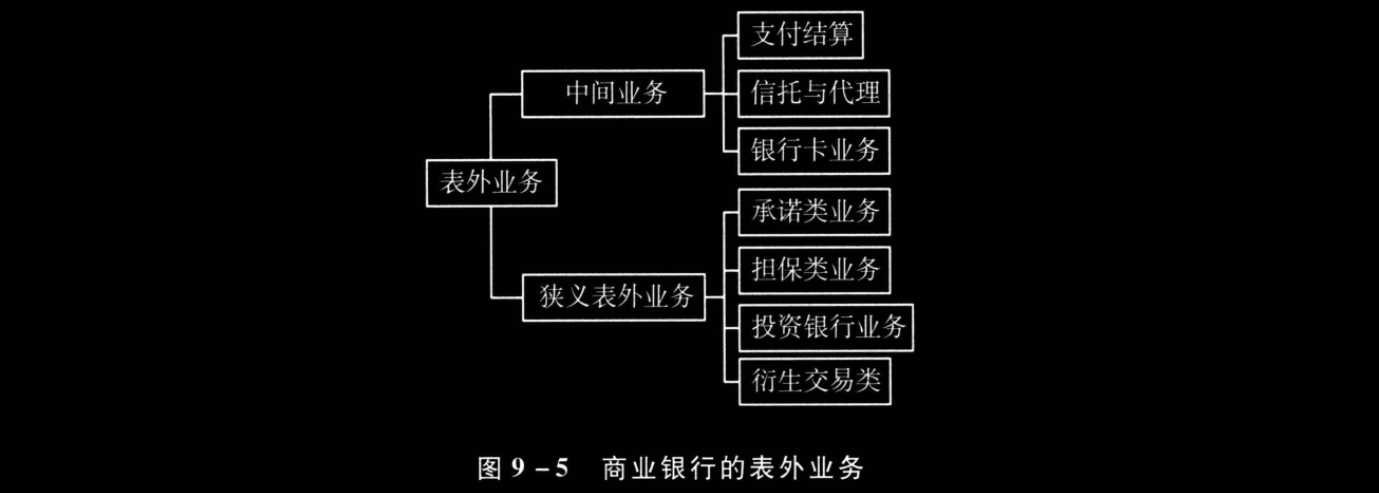 支付结算
中间业务
信托与代理
银行卡业务
表外业务
承诺类业务
担保类业务
狭义表外业务
投资银行业务
衍生交易类
图9-5 商业银行的表外业务